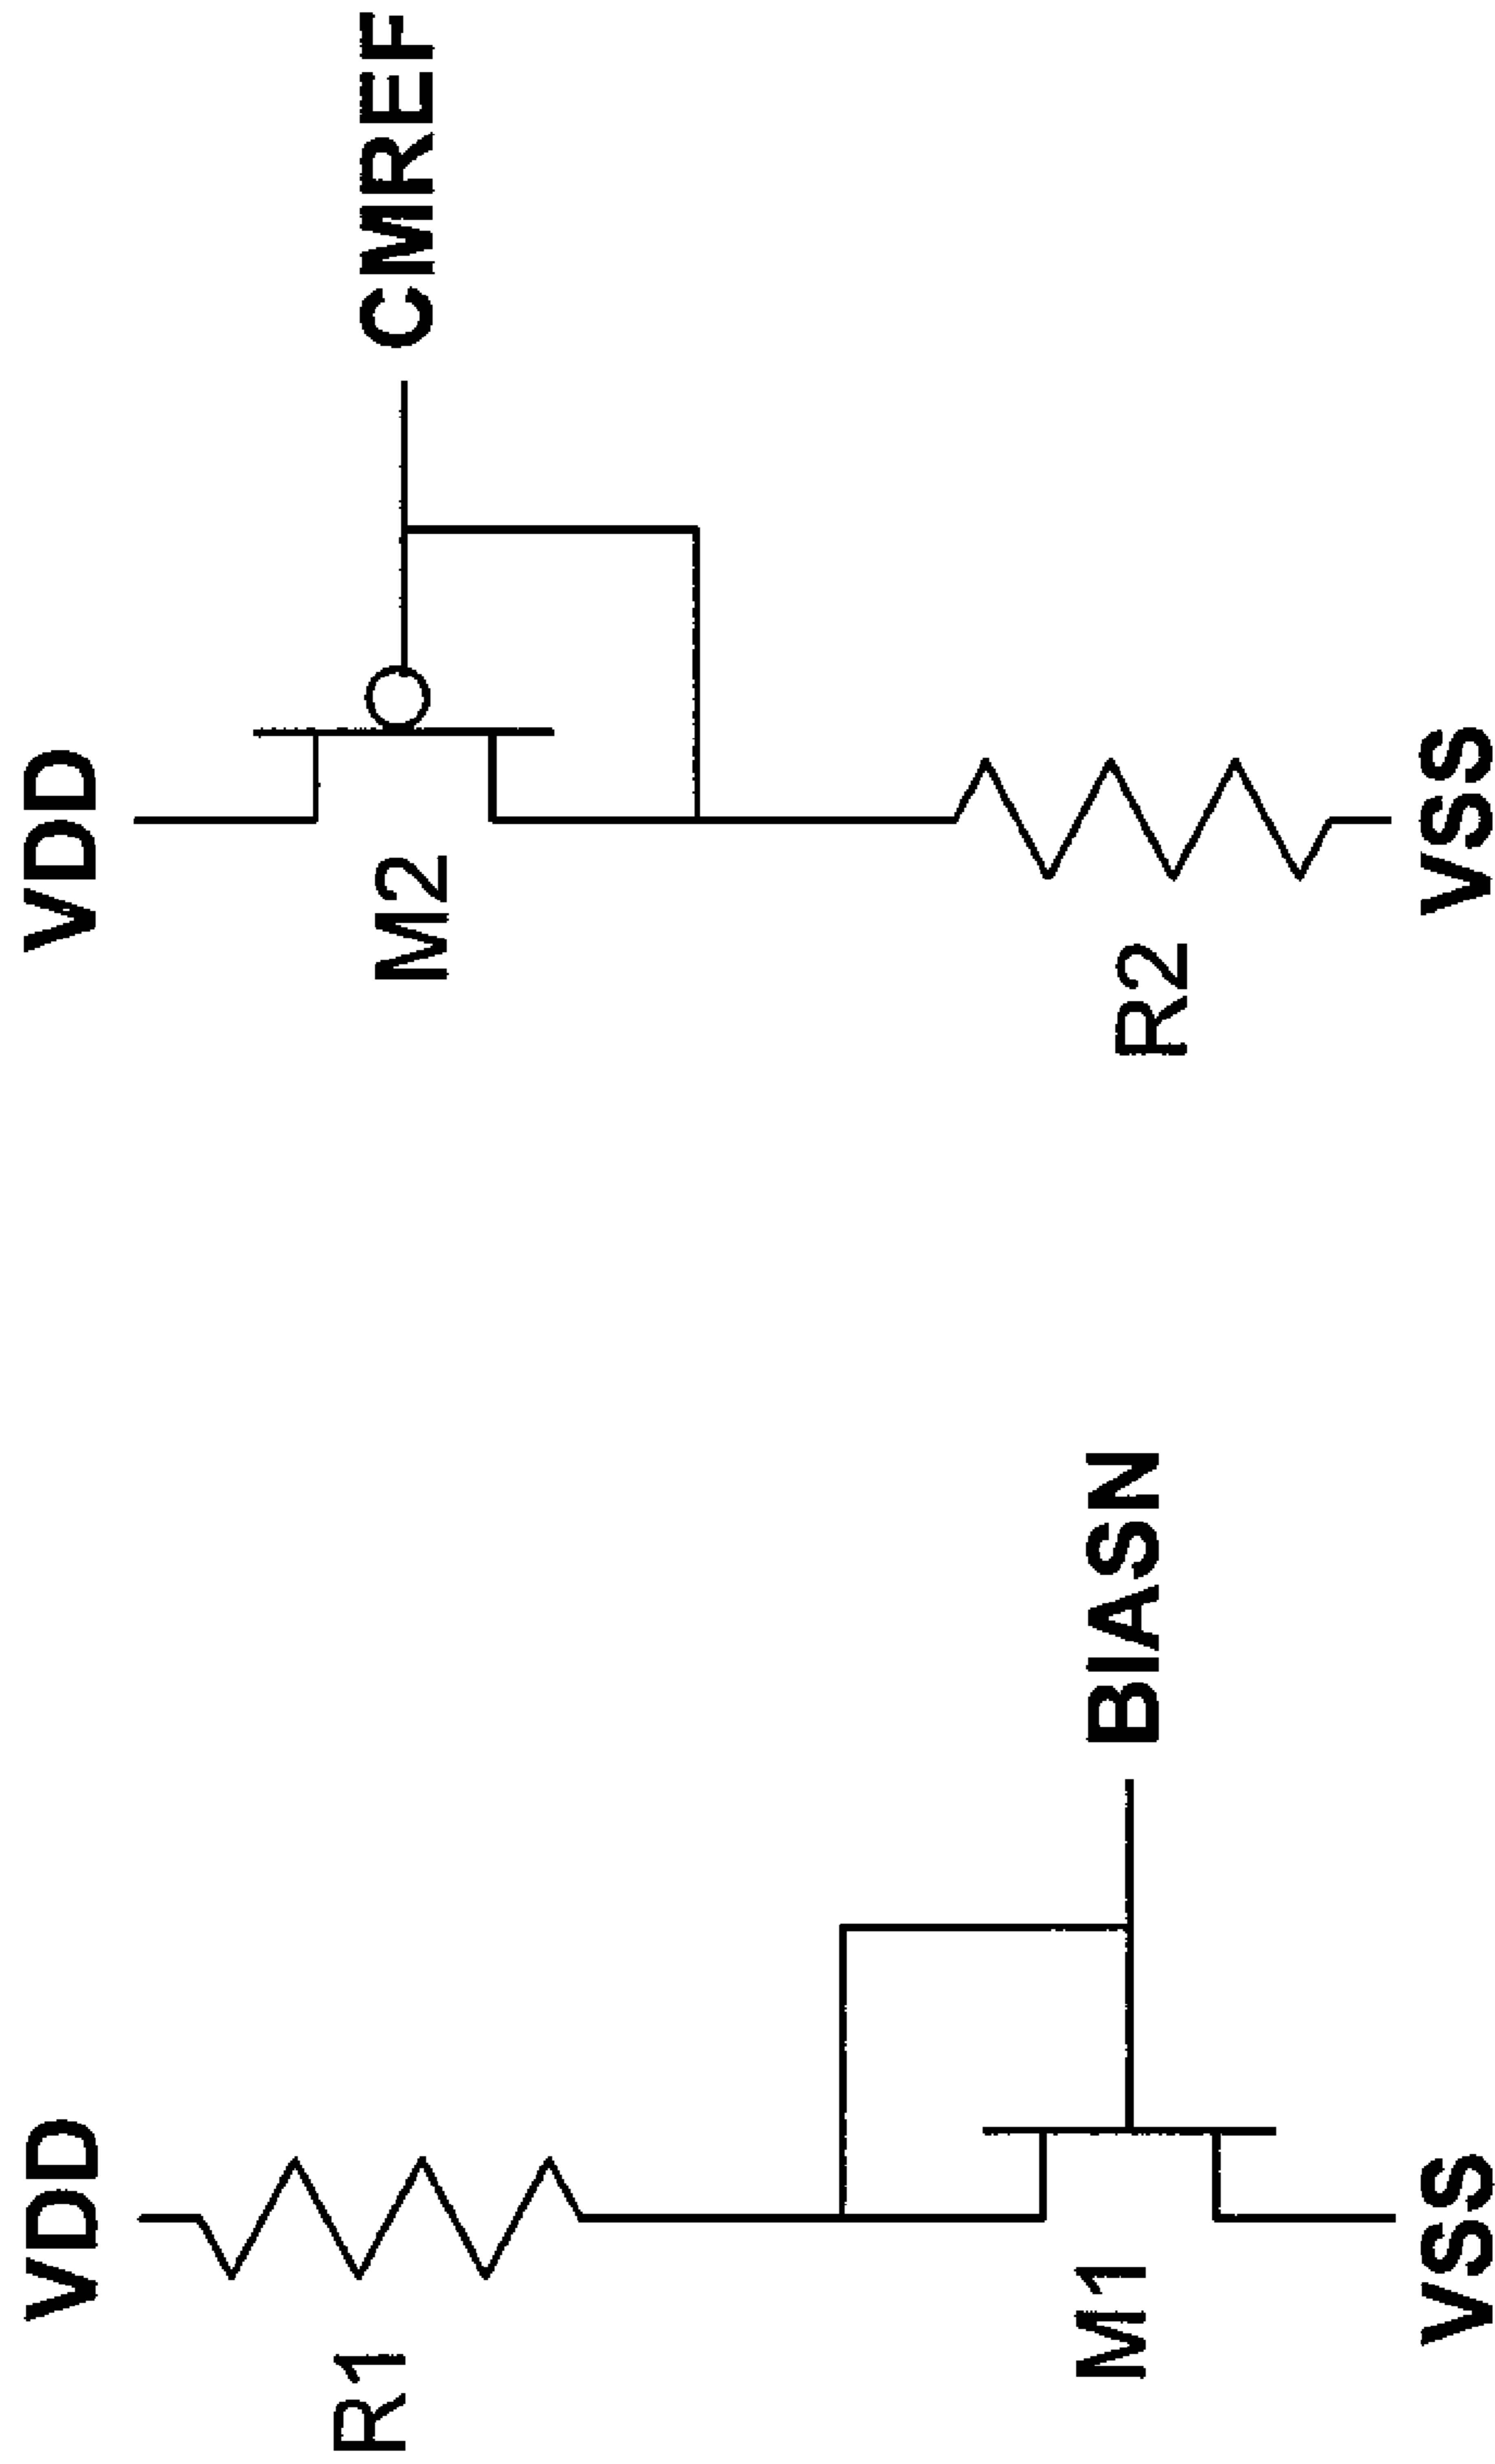 VDD
VDD
R1
M2
CMREF
M1
BIASN
R2
VSS
VSS